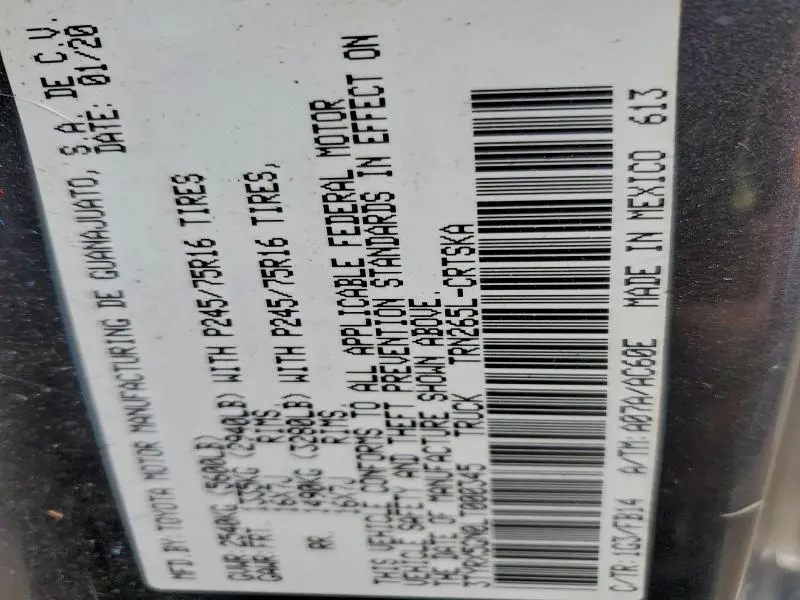 MFD.BY: TOYOTA MOTOR MANUFACTURING DE GUANAJUATO, S.A. DE C.V.
DATE: 01/20
GVWR 2540KG (5600LB)
GAWR FRT. 1335KG (2940LB) WITH P245/75R16 TIRES
16X7J RIMS,
RR. 1490KG (3280LB) WITH P245/75R16 TIRES,
16X7J RIMS,
THIS VEHICLE CONFORMS TO ALL APPLICABLE FEDERAL MOTOR
VEHICLE SAFETY AND THEFT PREVENTION STANDARDS IN EFFECT ON
THE DATE OF MANUFACTURE SHOWN ABOVE.
TRUCK TRN265L-CRTSKA
C/TR:1G3/FB14 A/TM:A07A/AC60E MADE IN MEXICO 613